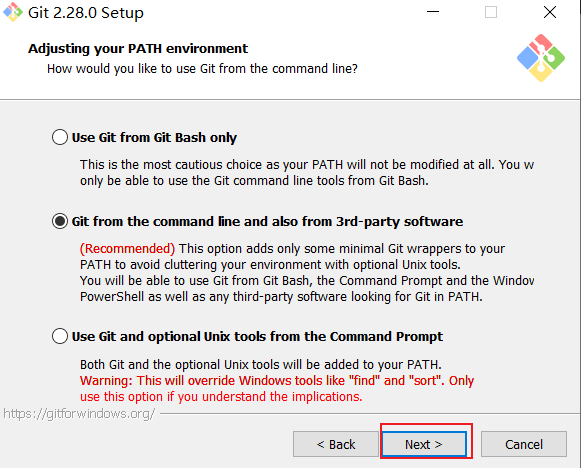 Git 2.28.0 Setup
Adjusting your PATH environment
How would you like to use Git from the command line?
Use Git from Git Bash only
This is the most cautious choice as your PATH will not be modified at all. You w
only be able to use the Git command line tools from Git Bash.
Git from the command line and also from 3rd-party software
(Recommended) This option adds only some minimal Git wrappers to your
PATH to avoid cluttering your environment with optional Unix tools.
You will be able to use Git from Git Bash, the Command Prompt and the Window
PowerShell as well as any third-party software looking for Git in PATH.
Use Git and optional Unix tools from the Command Prompt
Both Git and the optional Unix tools will be added to your PATH.
Warning: This will override Windows tools like "find" and "sort". Only
use this option if you understand the implications.
https://gitforwindows.org/
< Back Next > Cancel